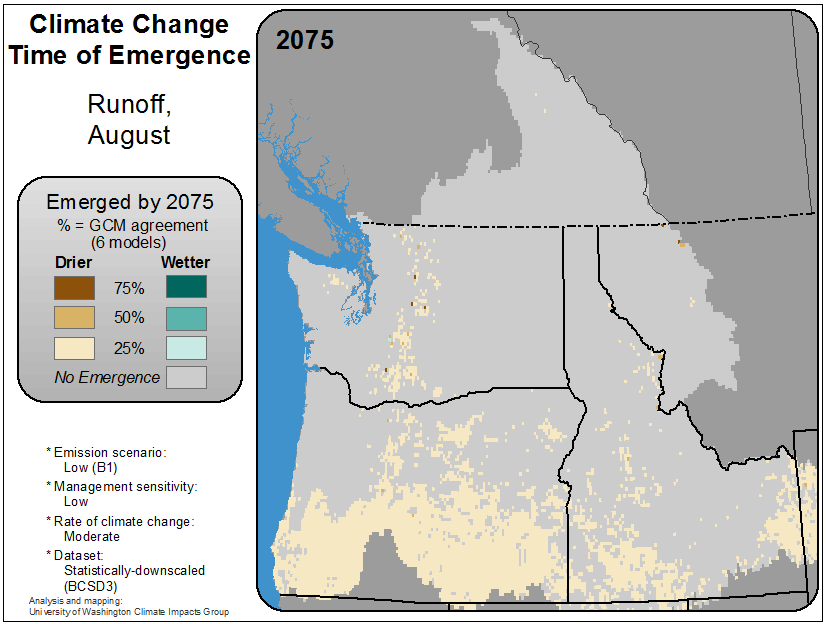 Climate Change
Time of Emergence
Runoff,
August
2075
Emerged by 2075
% = GCM agreement
(6 models)
Drier Wetter
75%
50%
25%
No Emergence
* Emission scenario:
Low (B1)
* Management sensitivity:
Low
* Rate of climate change:
Moderate
* Dataset:
Statistically-downscaled
(BCSD3)
Analysis and mapping:
University of Washington Climate Impacts Group